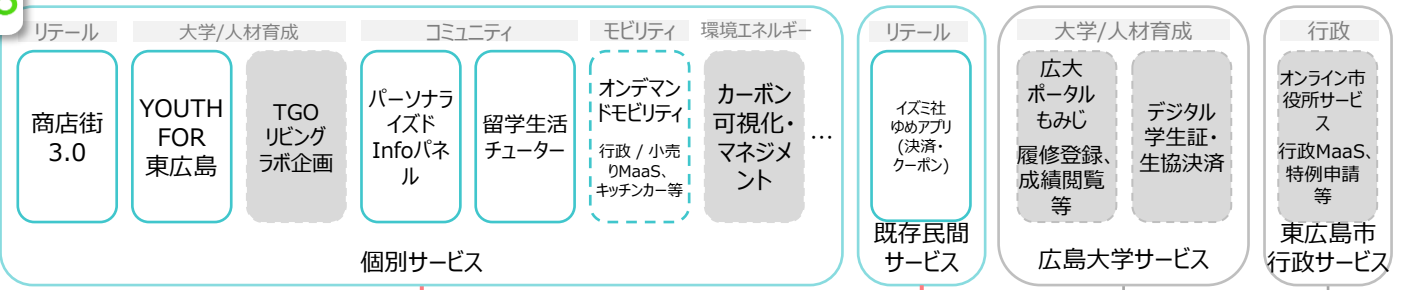 リテール
大学/人材育成
コミュニティ
モビリティ
環境エネルギー
リテール
大学/人材育成
行政
商店街
3.0
YOUTH
FOR
東広島
TGO
リビング
ラボ企画
パーソナラ
イズド
Infoパネ
ル
留学生活
チューター
オンデマン
ドモビリティ
行政 / 小売
りMaaS、
キッチンカー等
カーボン
可視化・
マネジメ
ント
…
イズミ社
ゆめアプリ
(決済・
クーポン)
広大
ポータル
もみじ
履修登録、
成績閲覧
等
デジタル
学生証・
生協決済
オンライン市
役所サービ
ス
行政MaaS、
特例申請
等
個別サービス
既存民間
サービス
広島大学サービス
東広島市
行政サービス